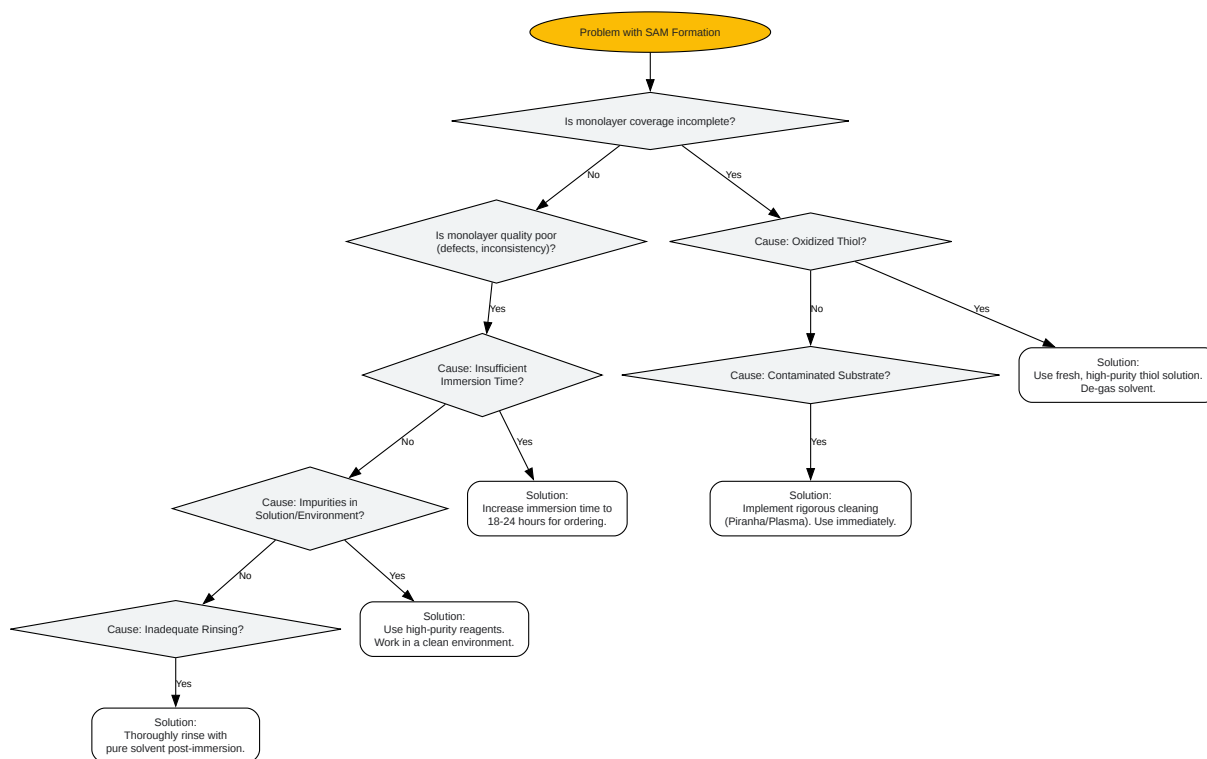 Problem with SAM Formation
Is monolayer coverage incomplete?
No
Yes
Is monolayer quality poor
(defects, inconsistency)?
Cause: Oxidized Thiol?
Yes
No
Yes
Cause: Insufficient
Immersion Time?
Cause: Contaminated Substrate?
Solution:
Use fresh, high-purity thiol solution.
De-gas solvent.
No
Yes
Yes
Cause: Impurities in
Solution/Environment?
Solution:
Increase immersion time to
18-24 hours for ordering.
Solution:
Implement rigorous cleaning
(Piranha/Plasma). Use immediately.
No
Yes
Cause: Inadequate Rinsing?
Solution:
Use high-purity reagents.
Work in a clean environment.
Yes
Solution:
Thoroughly rinse with
pure solvent post-immersion.